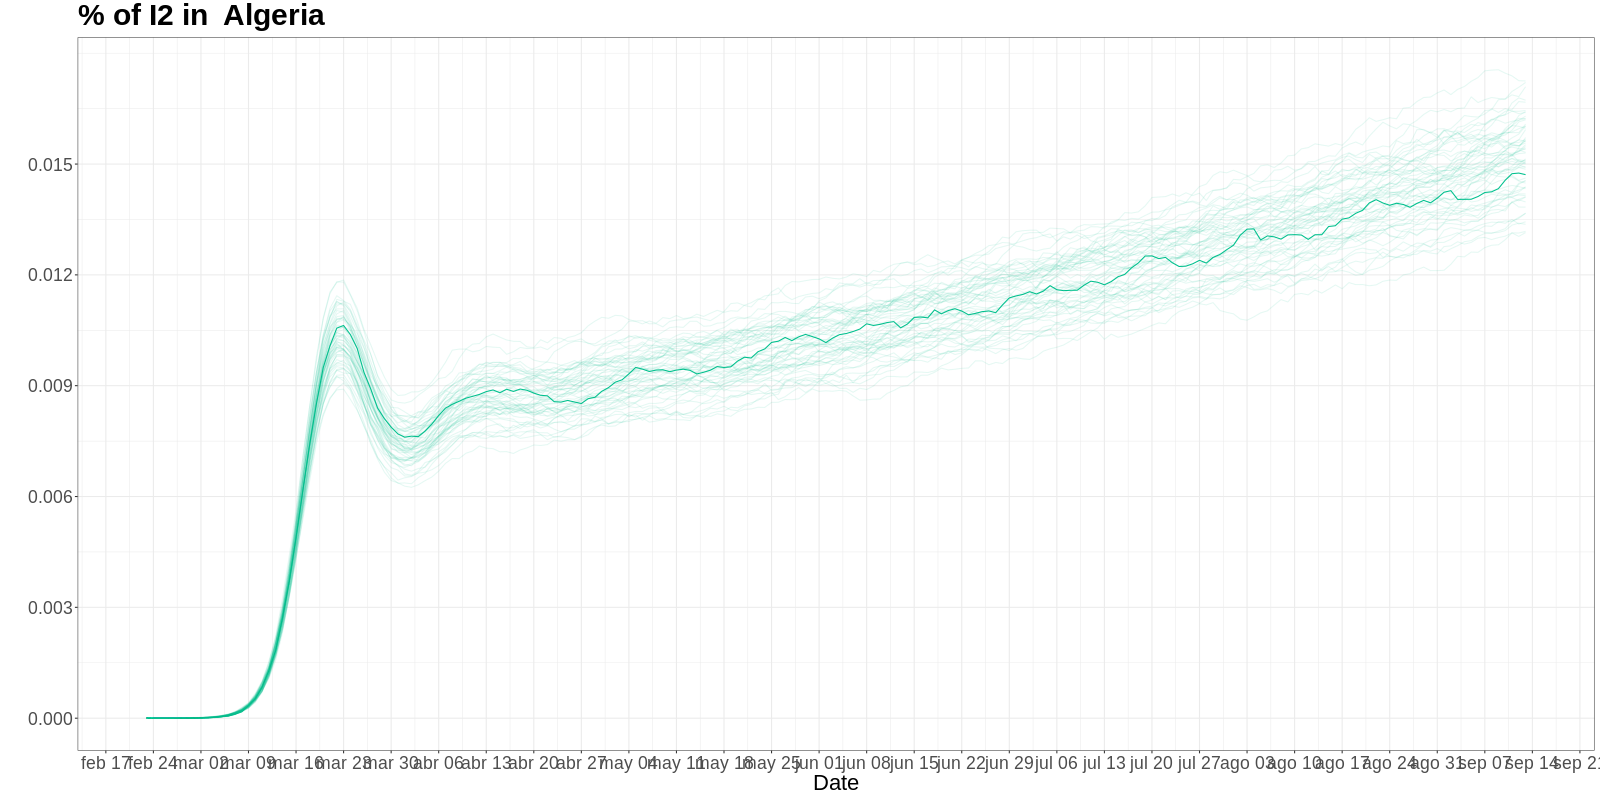 % of I2 in  Algeria
0.015
0.012
0.009
0.006
0.003
0.000
feb 17 feb 24 mar 02 mar 09 mar 16 mar 23 mar 30 abr 06 abr 13 abr 20 abr 27 may 04 may 11 may 18 may 25 jun 01 jun 08 jun 15 jun 22 jun 29 jul 06 jul 13 jul 20 jul 27 ago 03 ago 10 ago 17 ago 24 ago 31 sep 07 sep 14 sep 21
Date